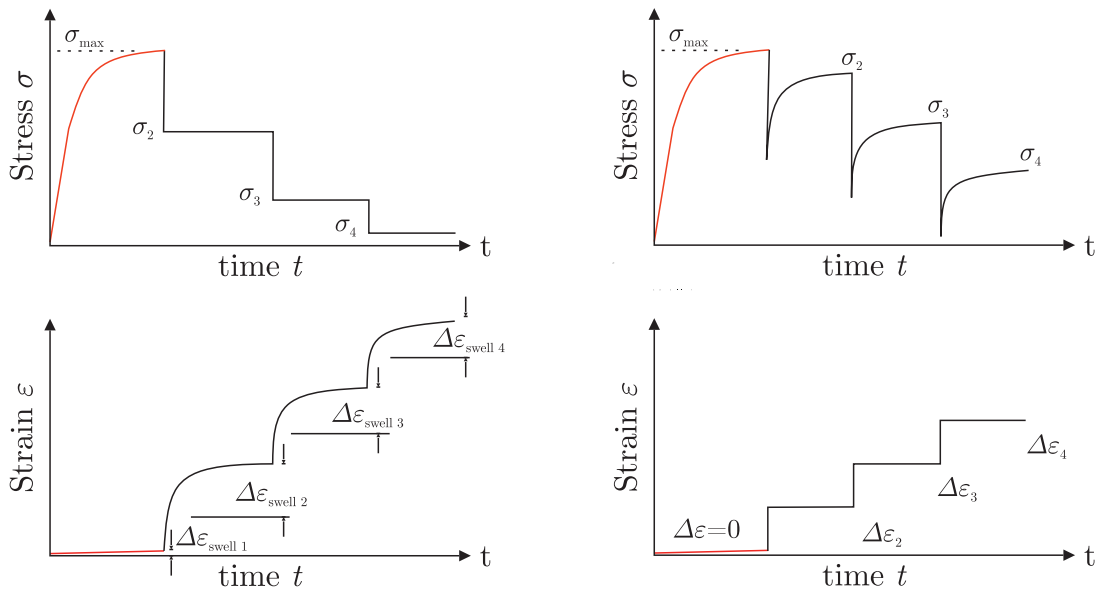 σmax
Stress σ
σ2
σ3
σ4
t
time t
σmax
Stress σ
σ2
σ3
σ4
t
time t
Strain ε
Δεswell 4
Δεswell 3
Δεswell 2
Δεswell 1
t
time t
Strain ε
Δε=0
Δε2
Δε3
Δε4
t
time t